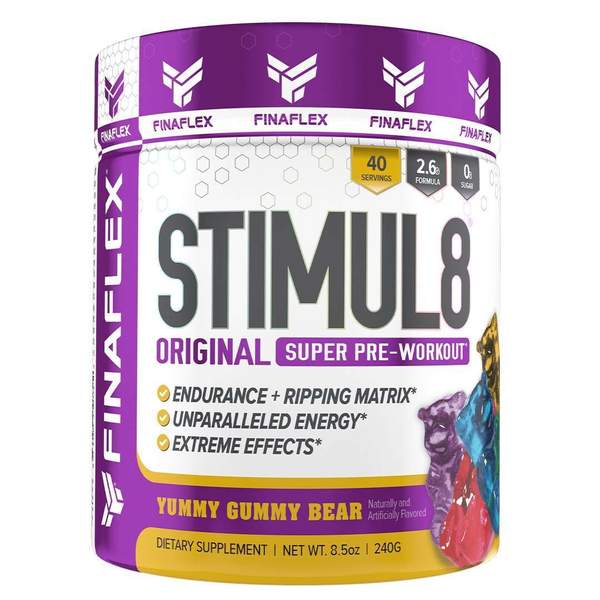 FINAFLEX FINAFLEX FINAFLEX FINAFLEX FINAFLEX
FINAFLEX
40 SERVINGS
2.6g FORMULA
0g SUGAR
STIMUL8®
ORIGINAL SUPER PRE-WORKOUT
ENDURANCE + RIPPING MATRIX*
UNPARALLELED ENERGY*
EXTREME EFFECTS*
YUMMY GUMMY BEAR
Naturally and
Artificially Flavored
DIETARY SUPPLEMENT | NET WT. 8.5oz | 240G